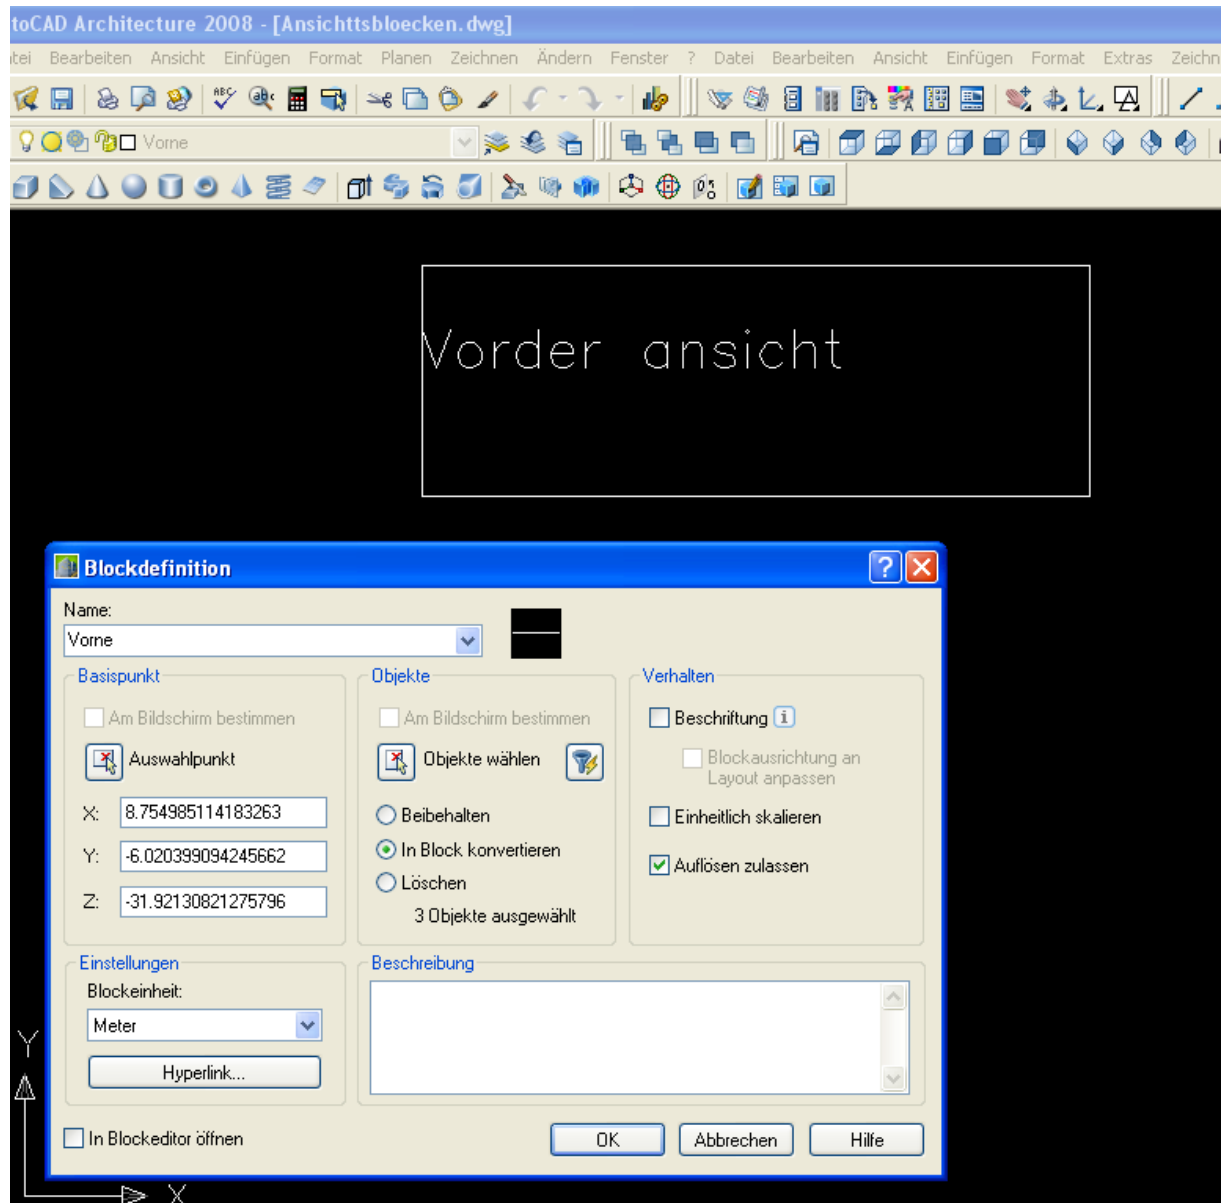 toCAD Architecture 2008 - [Ansichttsbloecken.dwg]
tei Bearbeiten Ansicht Einfügen Format Planen Zeichnen Ändern Fenster ? Datei Bearbeiten Ansicht Einfügen Format Extras Zeichn
Vorne
Vorder ansicht
Blockdefinition
Name:
Vorne
Basispunkt
Am Bildschirm bestimmen
Auswahlpunkt
X: 8.754985114183263
Y: -6.020399094245662
Z: -31.92130821275796
Objekte
Am Bildschirm bestimmen
Objekte wählen
Beibehalten
In Block konvertieren
Löschen
3 Objekte ausgewählt
Verhalten
Beschriftung
Blockausrichtung an
Layout anpassen
Einheitlich skalieren
Auflösen zulassen
Einstellungen
Blockeinheit:
Meter
Hyperlink...
Beschreibung
In Blockeditor öffnen
OK Abbrechen Hilfe
Y
X